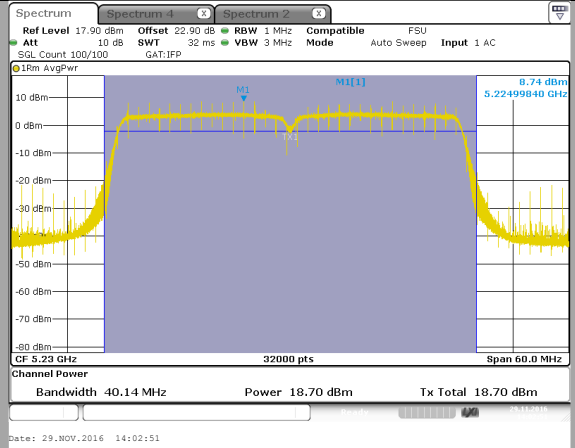 Spectrum
Spectrum 4
Spectrum 2
Ref Level 17.90 dBm Offset 22.90 dB RBW 1 MHz Compatible FSU
Att 10 dB SWT 32 ms VBW 3 MHz Mode Auto Sweep Input 1 AC
SGL Count 100/100 GAT:IFP
1Rm AvgPwr
M1[1] 8.74 dBm
5.22499840 GHz
M1
10 dBm
0 dBm
-10 dBm
-20 dBm
-30 dBm
-50 dBm
-60 dBm
-70 dBm
-80 dBm
CF 5.23 GHz 32000 pts Span 60.0 MHz
Channel Power
Bandwidth 40.14 MHz Power 18.70 dBm Tx Total 18.70 dBm
Ready
29.11.2016
Date: 29.NOV.2016 14:02:51